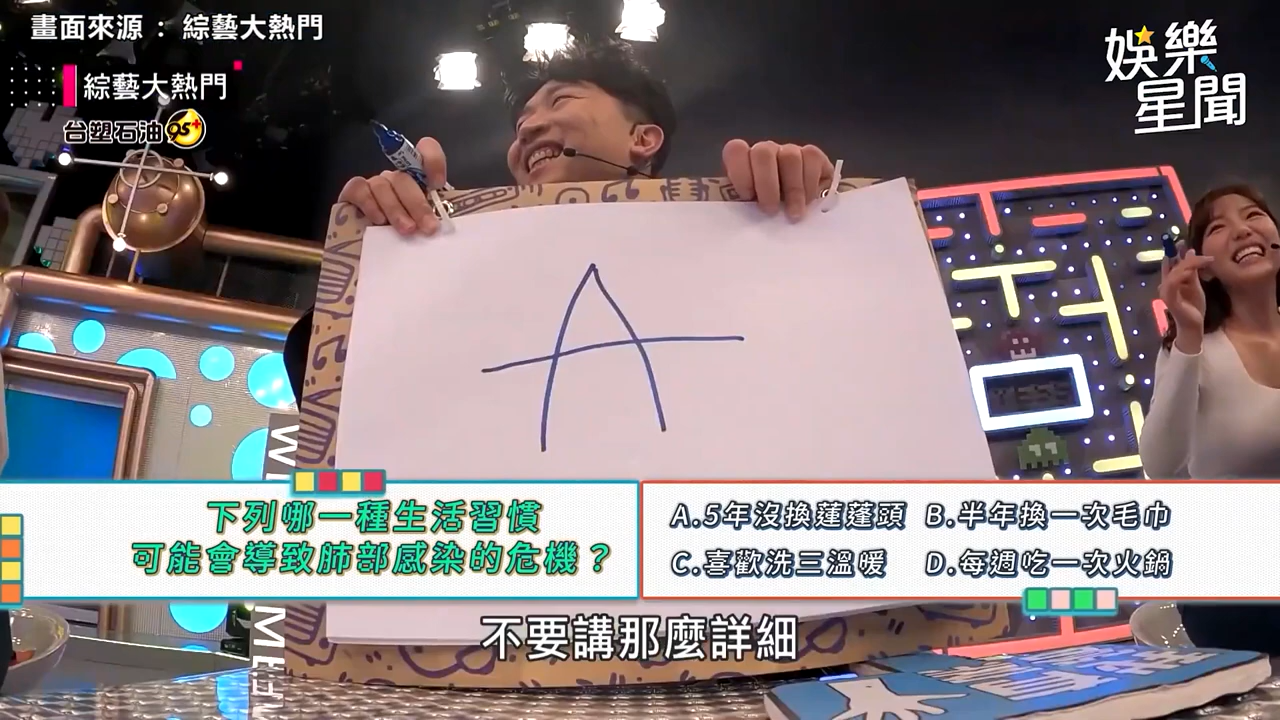 畫面來源： 綜藝大熱門
娛樂
星聞
綜藝大熱門
台塑石油 95+
A
YESS
下列哪一種生活習慣
可能會導致肺部感染的危機？
A.5年沒換蓮蓬頭 B.半年換一次毛巾
C.喜歡洗三溫暖 D.每週吃一次火鍋
不要講那麼詳細